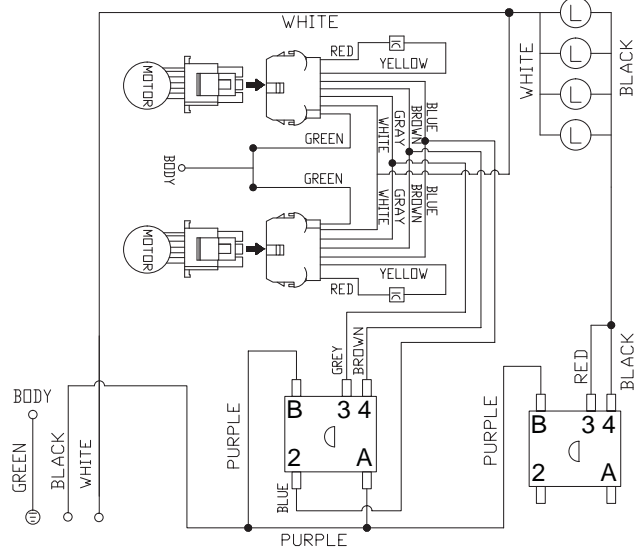 WHITE
L
RED
IC
YELLOW
L
WHITE
BLACK
MOTOR
L
BLUE
BROWN
GRAY
WHITE
GREEN
L
BODY
GREEN
BLUE
BROWN
GRAY
WHITE
MOTOR
YELLOW
RED
IC
GREY
BROWN
RED
BLACK
BODY
B 3 4
2 A
PURPLE
BLUE
B 3 4
2 A
PURPLE
GREEN
BLACK
WHITE
PURPLE